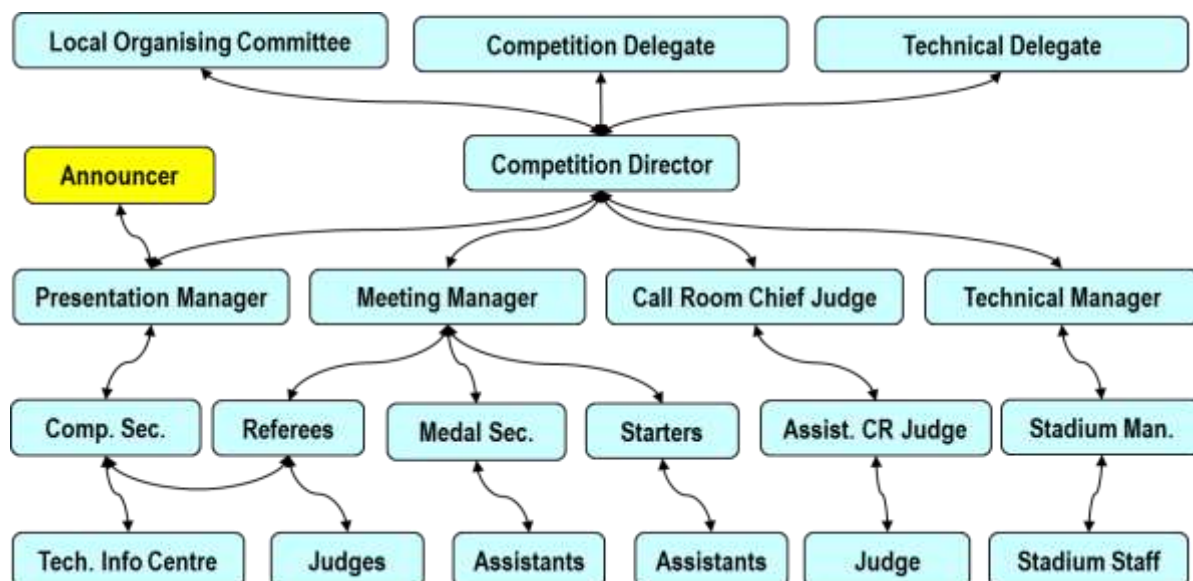 Local Organising Committee
Competition Delegate
Technical Delegate
Competition Director
Announcer
Presentation Manager
Meeting Manager
Call Room Chief Judge
Technical Manager
Comp. Sec.
Referees
Medal Sec.
Starters
Assist. CR Judge
Stadium Man.
Tech. Info Centre
Judges
Assistants
Assistants
Judge
Stadium Staff